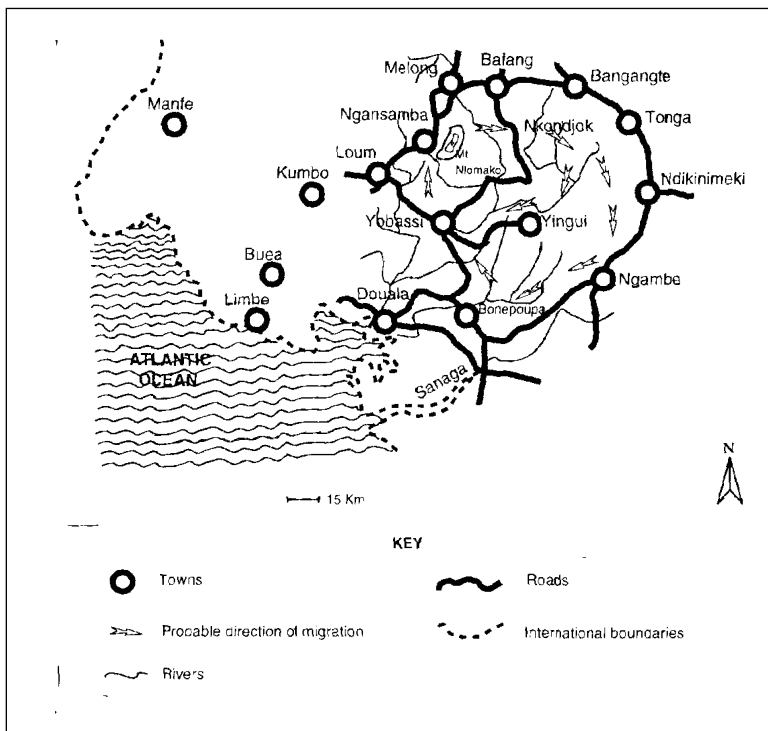 Melong
Bafang
Bangangte
Manfe
Ngansamba
Nkondjok
Tonga
Loum
Mt
Nlomako
Kumbo
Ndikinimeki
Yobassi
Yingui
Buea
Ngambe
Limbe
Douala
Bonepoupa
ATLANTIC
OCEAN
Sanaga
N
15 Km
KEY
Towns
Roads
Probable direction of migration
International boundaries
Rivers